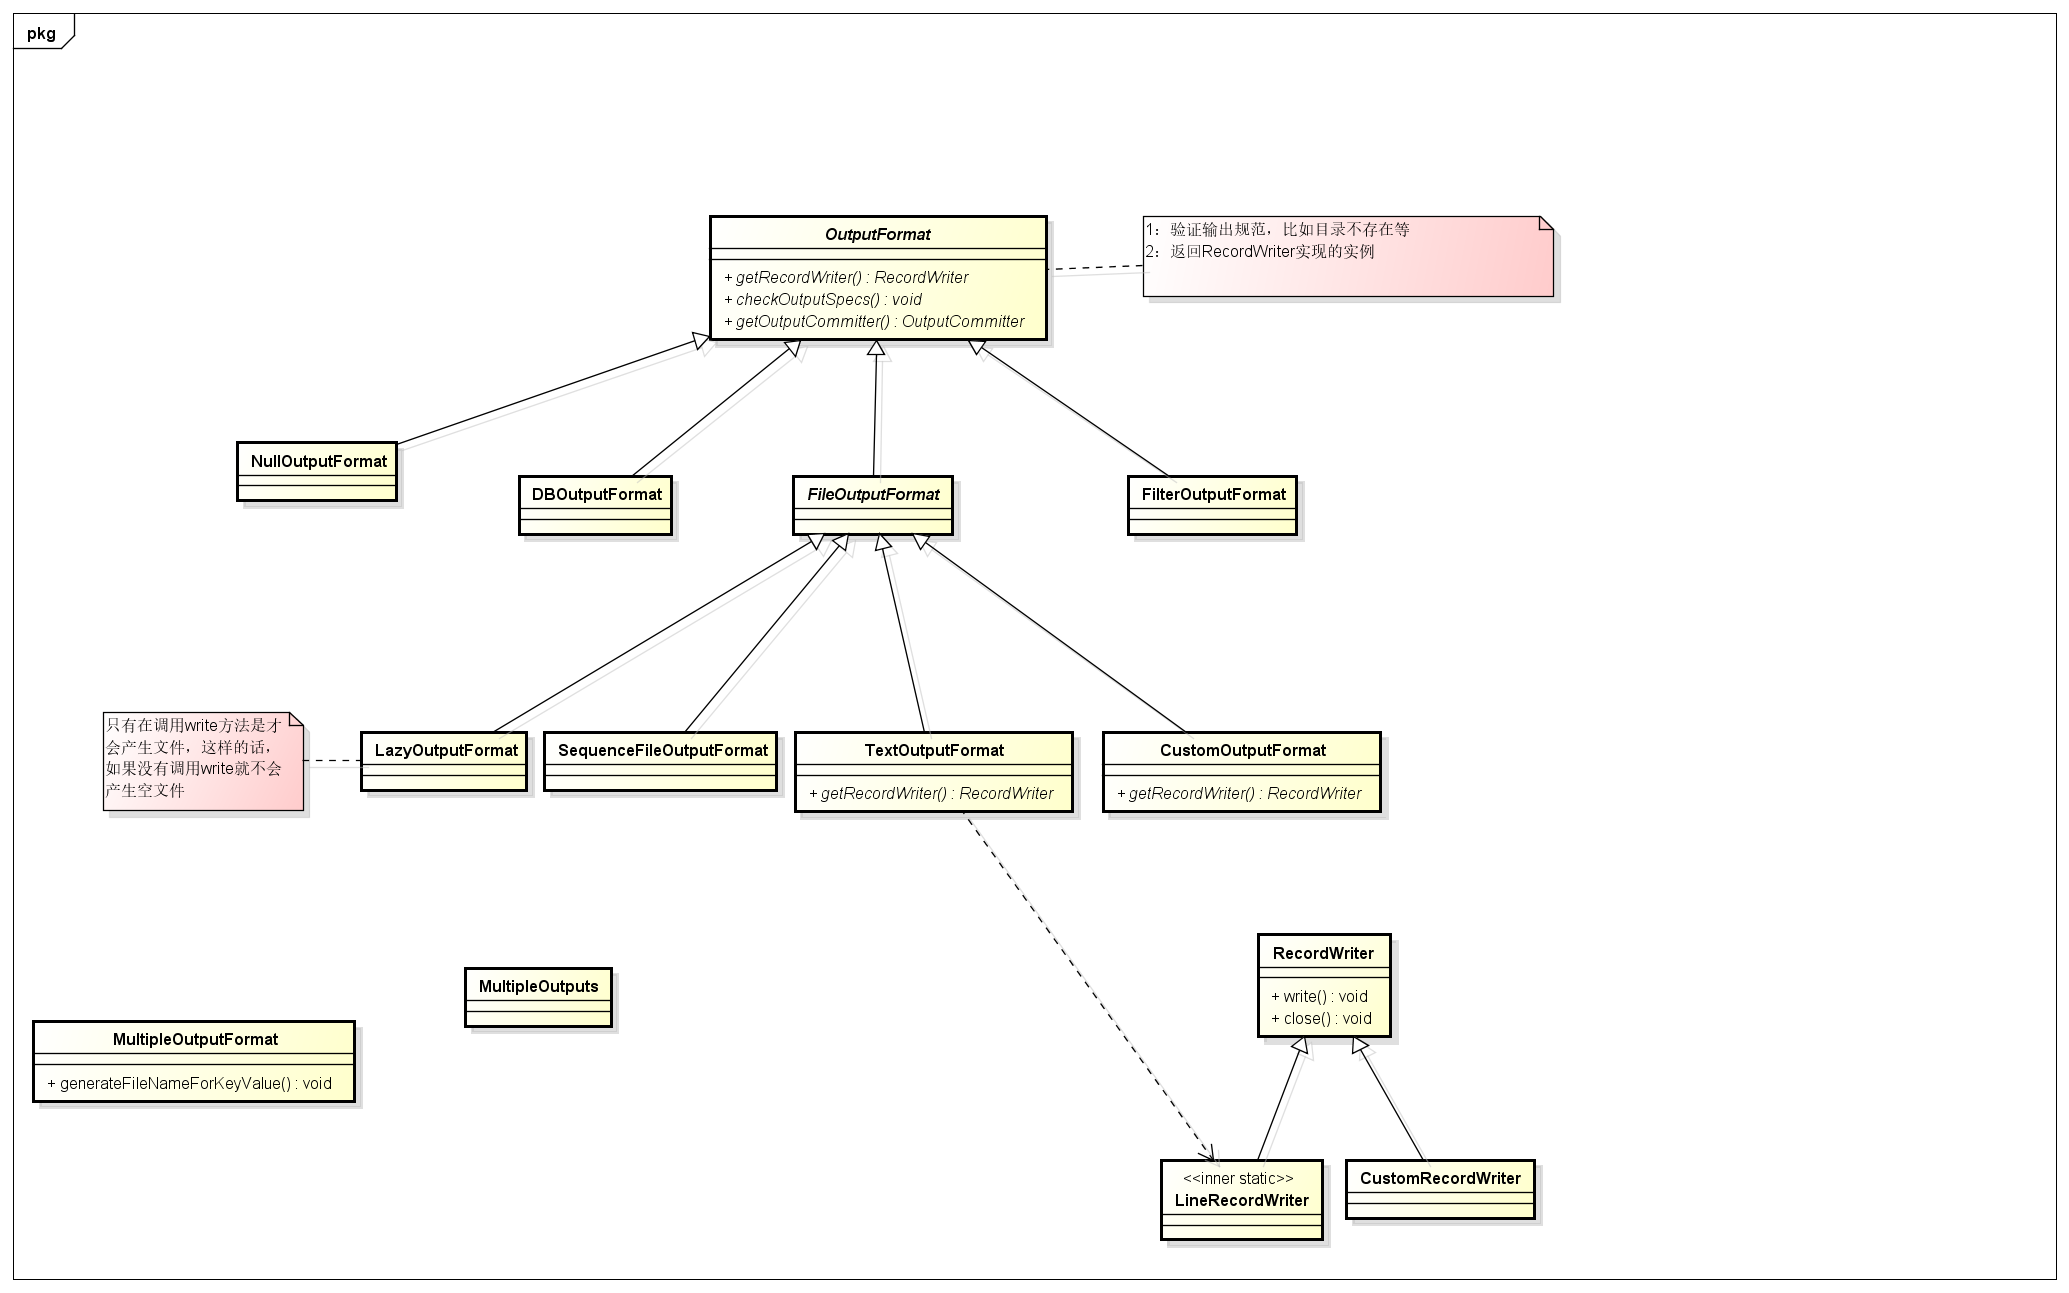 pkg
OutputFormat
+ getRecordWriter() : RecordWriter
+ checkOutputSpecs() : void
+ getOutputCommitter() : OutputCommitter
1：验证输出规范，比如目录不存在等
2：返回RecordWriter实现的实例
NullOutputFormat
DBOutputFormat
FileOutputFormat
FilterOutputFormat
只有在调用write方法是才
会产生文件，这样的话，
如果没有调用write就不会
产生空文件
LazyOutputFormat
SequenceFileOutputFormat
TextOutputFormat
+ getRecordWriter() : RecordWriter
CustomOutputFormat
+ getRecordWriter() : RecordWriter
RecordWriter
+ write() : void
+ close() : void
MultipleOutputs
MultipleOutputFormat
+ generateFileNameForKeyValue() : void
<<inner static>>
LineRecordWriter
CustomRecordWriter